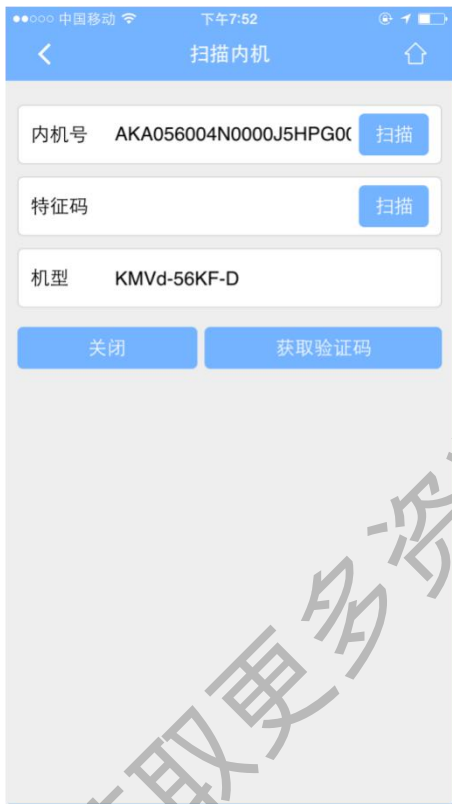 中国移动 下午7:52
扫描内机
内机号 AKA056004N0000J5HPG00 扫描
特征码 扫描
机型 KMVd-56KF-D
关闭 获取验证码
取更多资